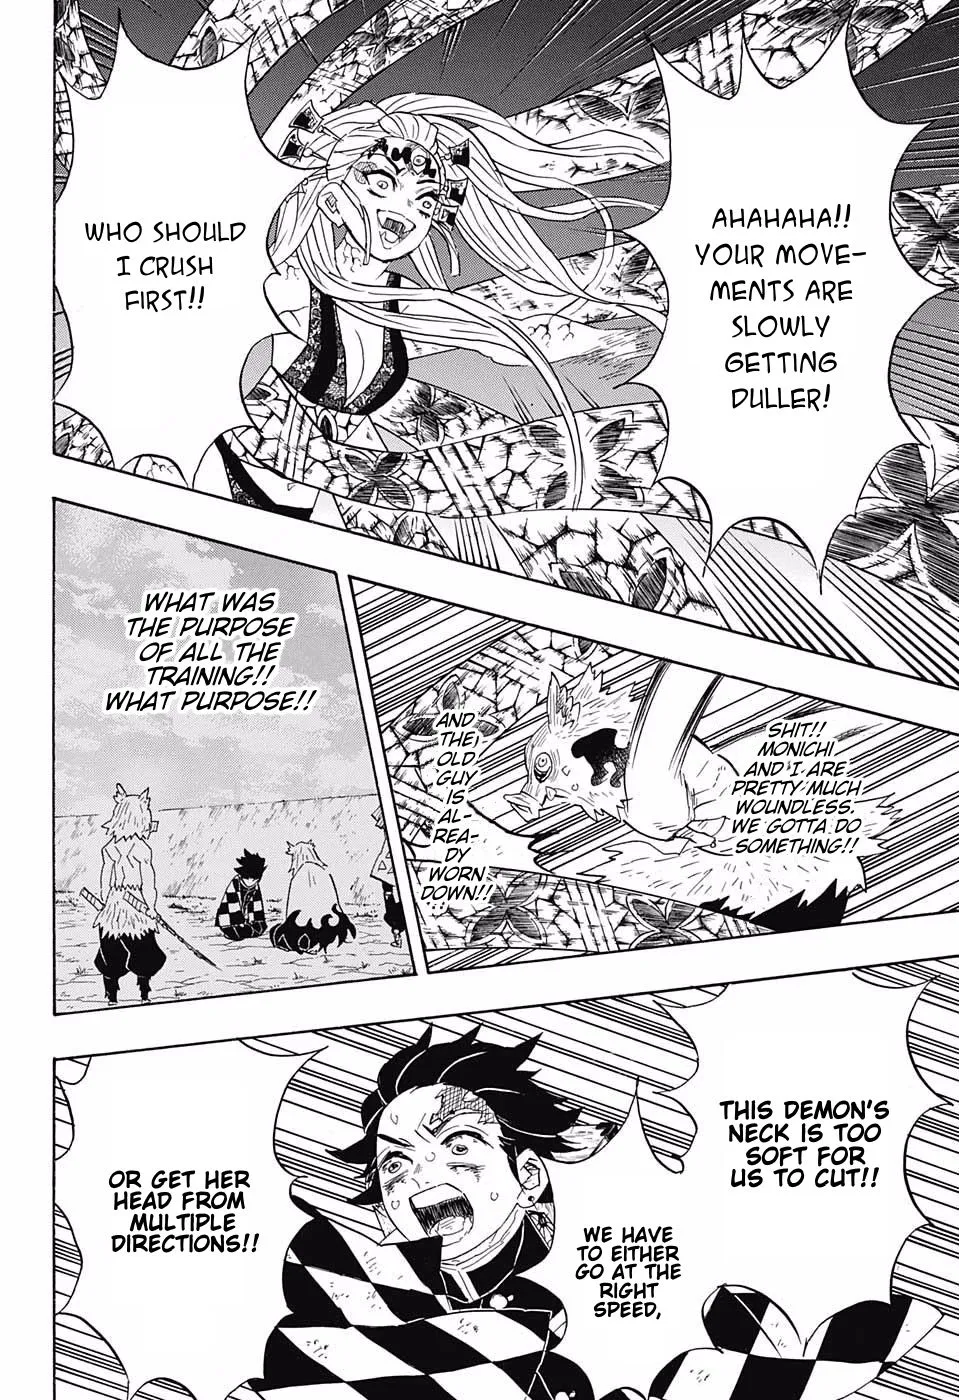 AHAHAHA!!
YOUR MOVE-
MENTS ARE
SLOWLY
GETTING
DULLER!
WHO SHOULD
I CRUSH
FIRST!!
SHIT!!
MONICHI
AND I ARE
PRETTY MUCH
WOUNDLESS.
WE GOTTA DO
SOMETHING!!
AND
THE
OLD
GUY
IS
AL-
REA-
DY
WORN
DOWN!!
WHAT WAS
THE PURPOSE
OF ALL THE
TRAINING!!
WHAT PURPOSE!!
THIS DEMON'S
NECK IS TOO
SOFT FOR
US TO CUT!!
WE HAVE
TO EITHER
GO AT THE
RIGHT
SPEED,
OR GET HER
HEAD FROM
MULTIPLE
DIRECTIONS!!